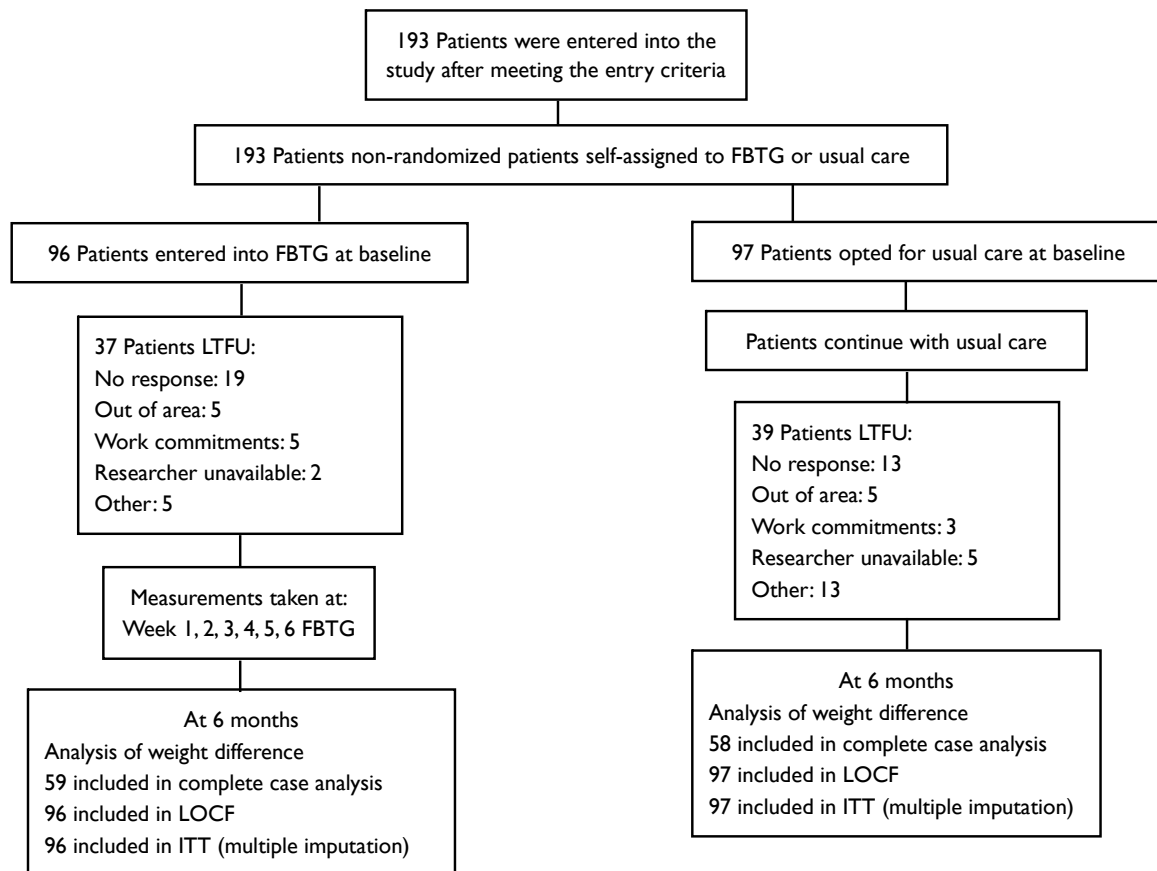 193 Patients were entered into the
study after meeting the entry criteria
193 Patients non-randomized patients self-assigned to FBTG or usual care
96 Patients entered into FBTG at baseline
37 Patients LTFU:
No response: 19
Out of area: 5
Work commitments: 5
Researcher unavailable: 2
Other: 5
Measurements taken at:
Week 1, 2, 3, 4, 5, 6 FBTG
At 6 months
Analysis of weight difference
59 included in complete case analysis
96 included in LOCF
96 included in ITT (multiple imputation)
97 Patients opted for usual care at baseline
Patients continue with usual care
39 Patients LTFU:
No response: 13
Out of area: 5
Work commitments: 3
Researcher unavailable: 5
Other: 13
At 6 months
Analysis of weight difference
58 included in complete case analysis
97 included in LOCF
97 included in ITT (multiple imputation)